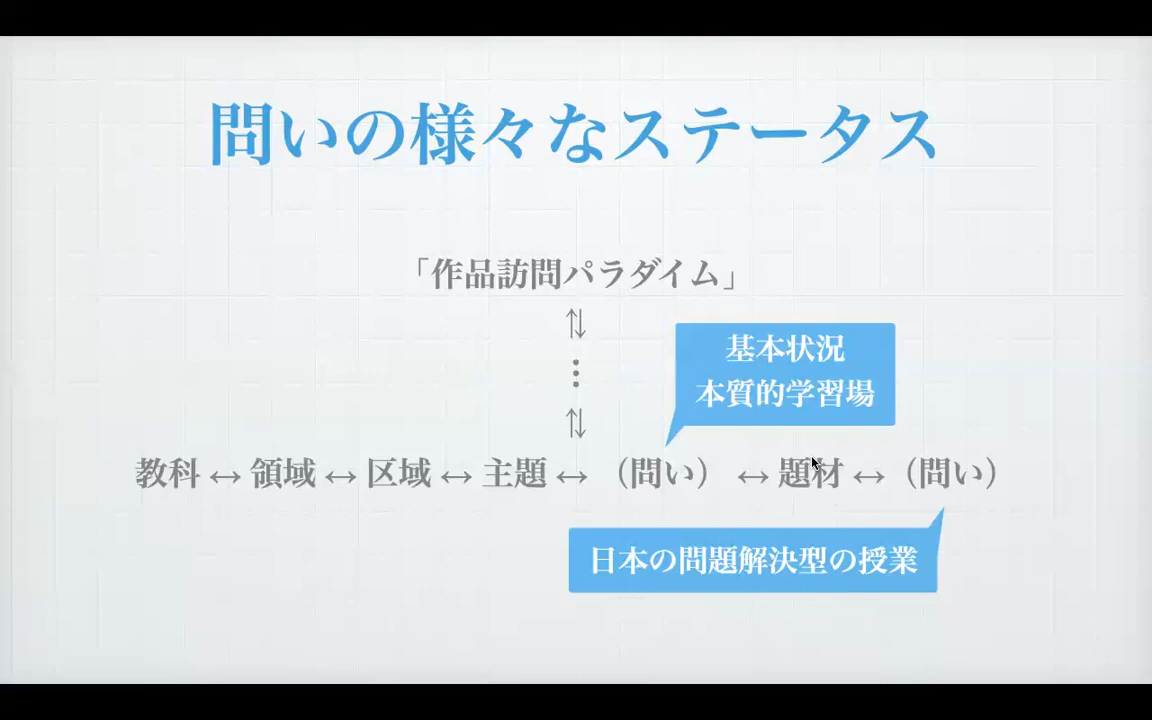 問いの様々なステータス
「作品訪問パラダイム」
⇅
⋮
⇅
基本状況
本質的学習場
教科 ↔ 領域 ↔ 区域 ↔ 主題 ↔ （問い） ↔ 題材 ↔（問い）
日本の問題解決型の授業